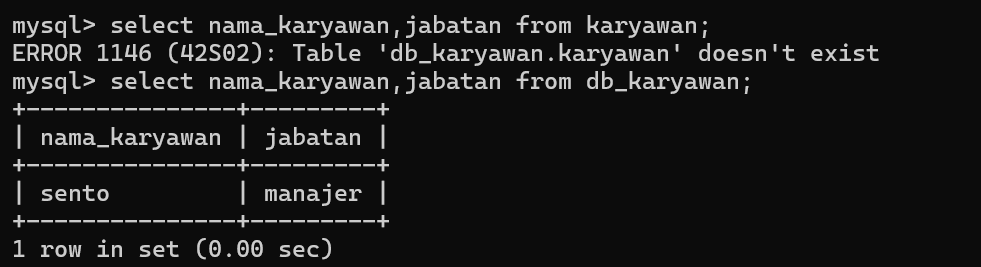 mysql> select nama_karyawan,jabatan from karyawan;
ERROR 1146 (42S02): Table 'db_karyawan.karyawan' doesn't exist
mysql> select nama_karyawan,jabatan from db_karyawan;
+---------------+---------+
| nama_karyawan | jabatan |
+---------------+---------+
| sento         | manajer |
+---------------+---------+
1 row in set (0.00 sec)